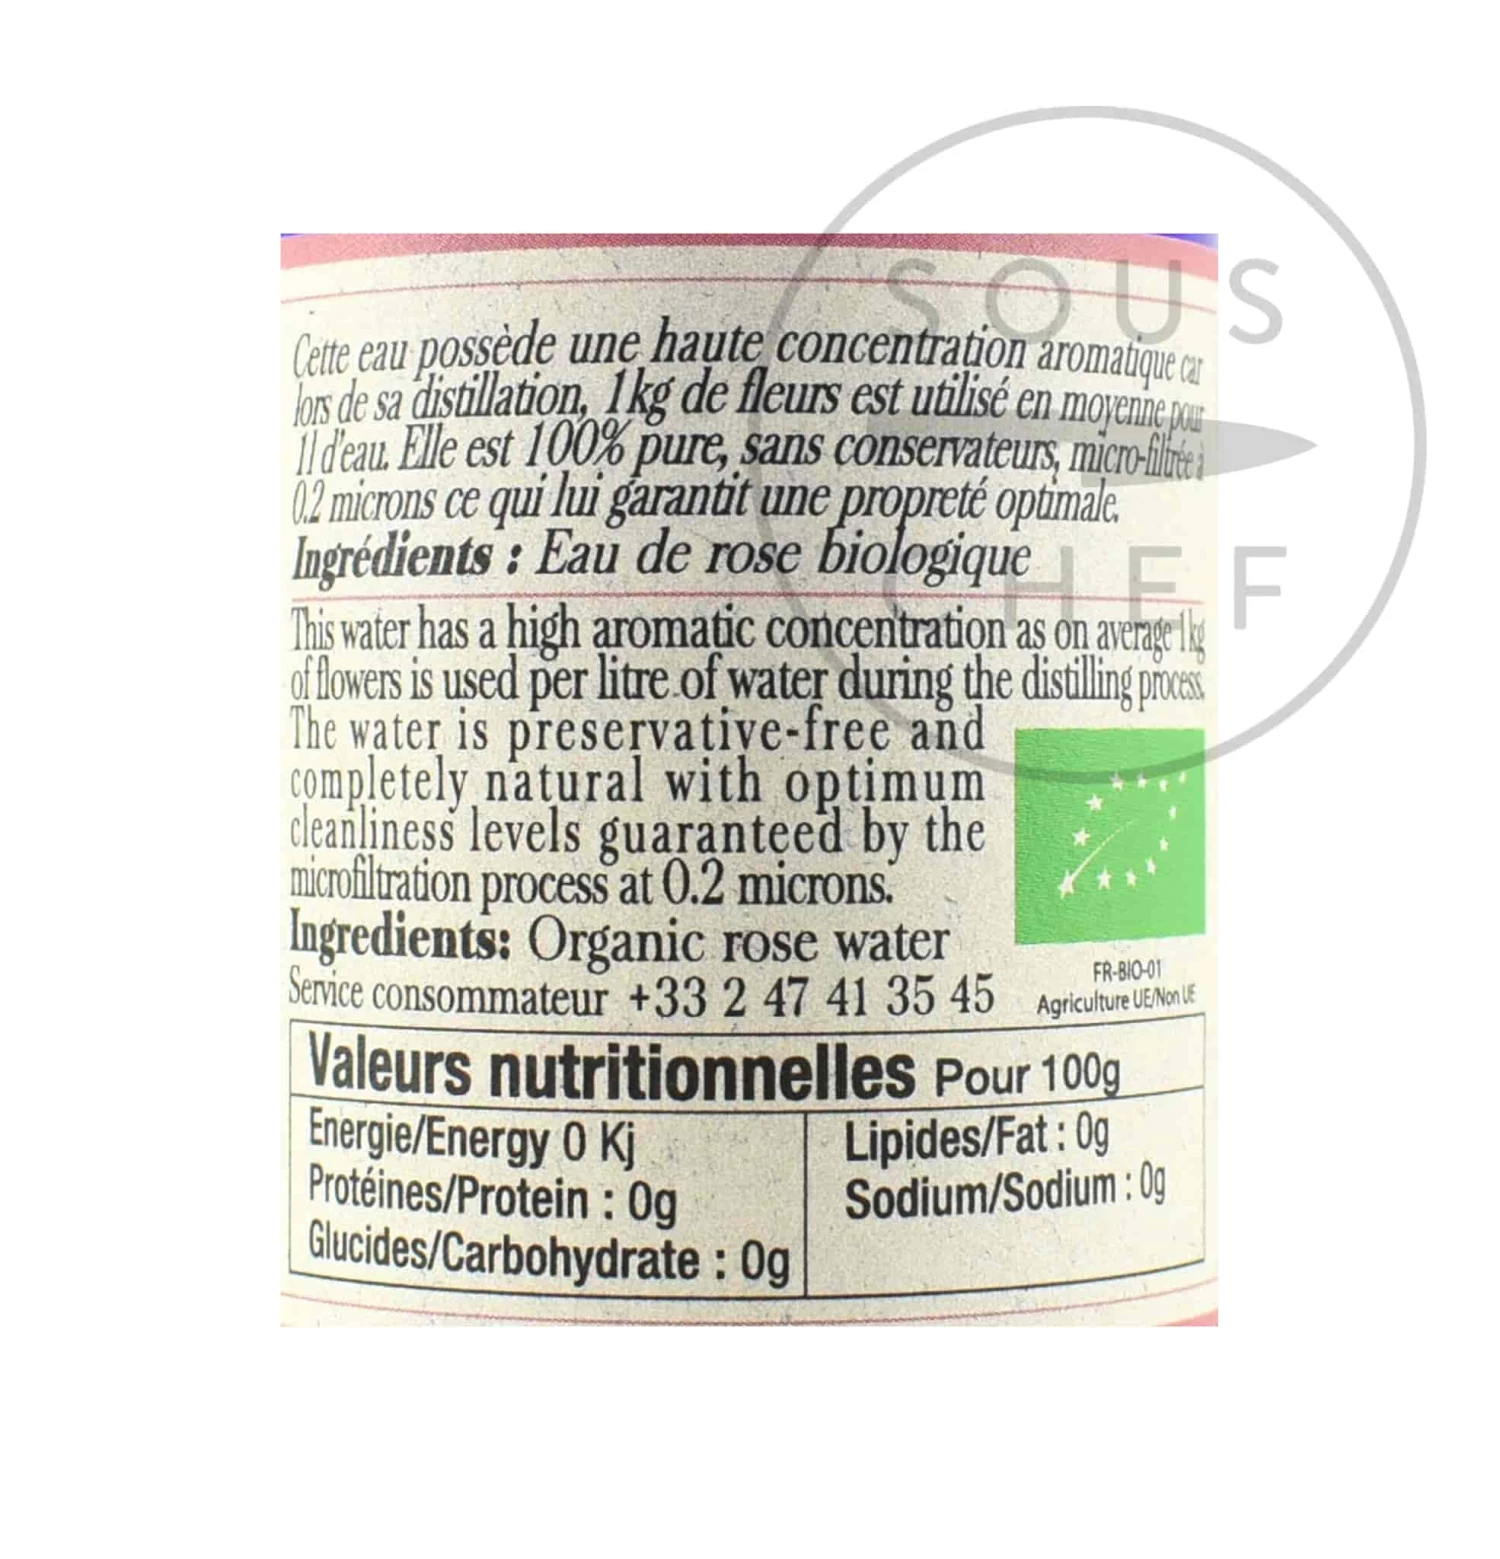 SOUS
CHEF
Cette eau possède une haute concentration aromatique car
lors de sa distillation, 1kg de fleurs est utilisé en moyenne pour
1l d'eau. Elle est 100% pure, sans conservateurs, micro-filtrée à
0.2 microns ce qui lui garantit une propreté optimale.
Ingrédients : Eau de rose biologique
This water has a high aromatic concentration as on average 1kg
of flowers is used per litre of water during the distilling process.
The water is preservative-free and
completely natural with optimum
cleanliness levels guaranteed by the
microfiltration process at 0.2 microns.
Ingredients: Organic rose water
Service consommateur +33 2 47 41 35 45
FR-BIO-01
Agriculture UE/Non UE
Valeurs nutritionnelles Pour 100g
Energie/Energy 0 Kj
Protéines/Protein : 0g
Glucides/Carbohydrate : 0g
Lipides/Fat : 0g
Sodium/Sodium : 0g